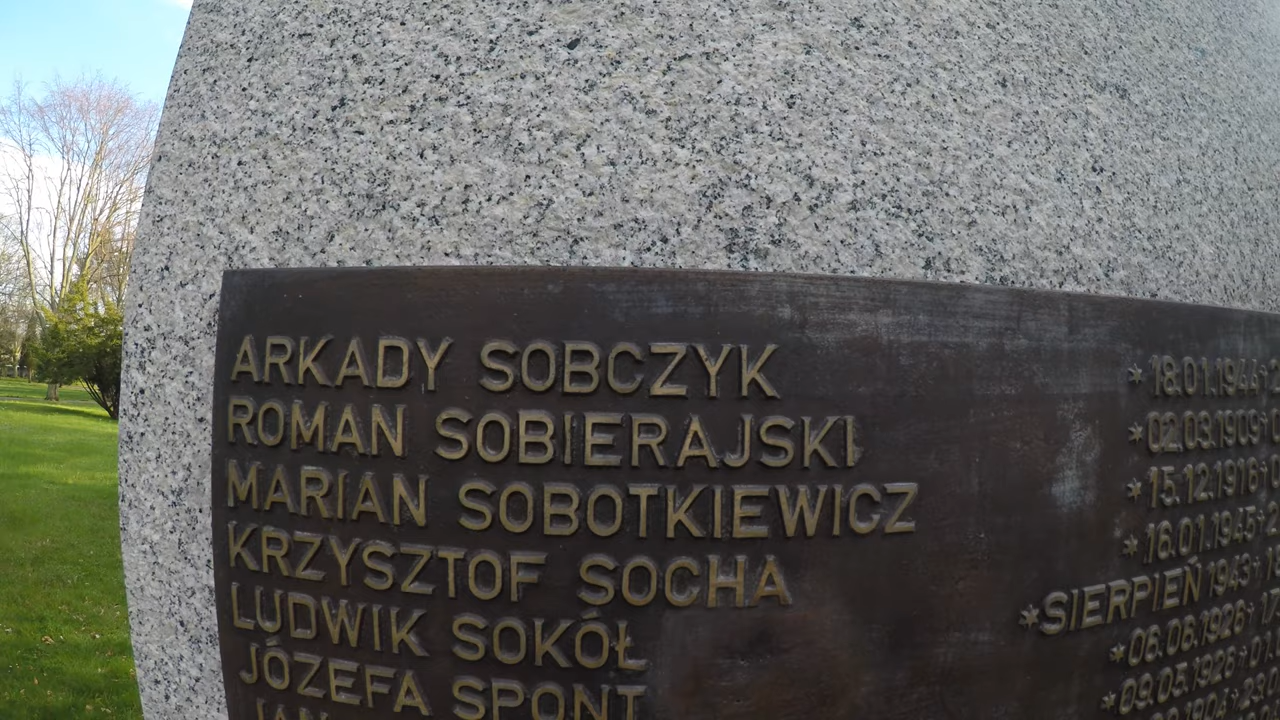 ARKADY SOBCZYK * 18.01.1944 †
ROMAN SOBIERAJSKI * 02.03.1909 †
MARIAN SOBOTKIEWICZ * 15.12.1916 †
KRZYSZTOF SOCHA * 16.01.1945 †
LUDWIK SOKÓŁ * SIERPIEŃ 1943 †
JÓZEFA SPONT * 06.08.1926 †
* 09.05.1926 †